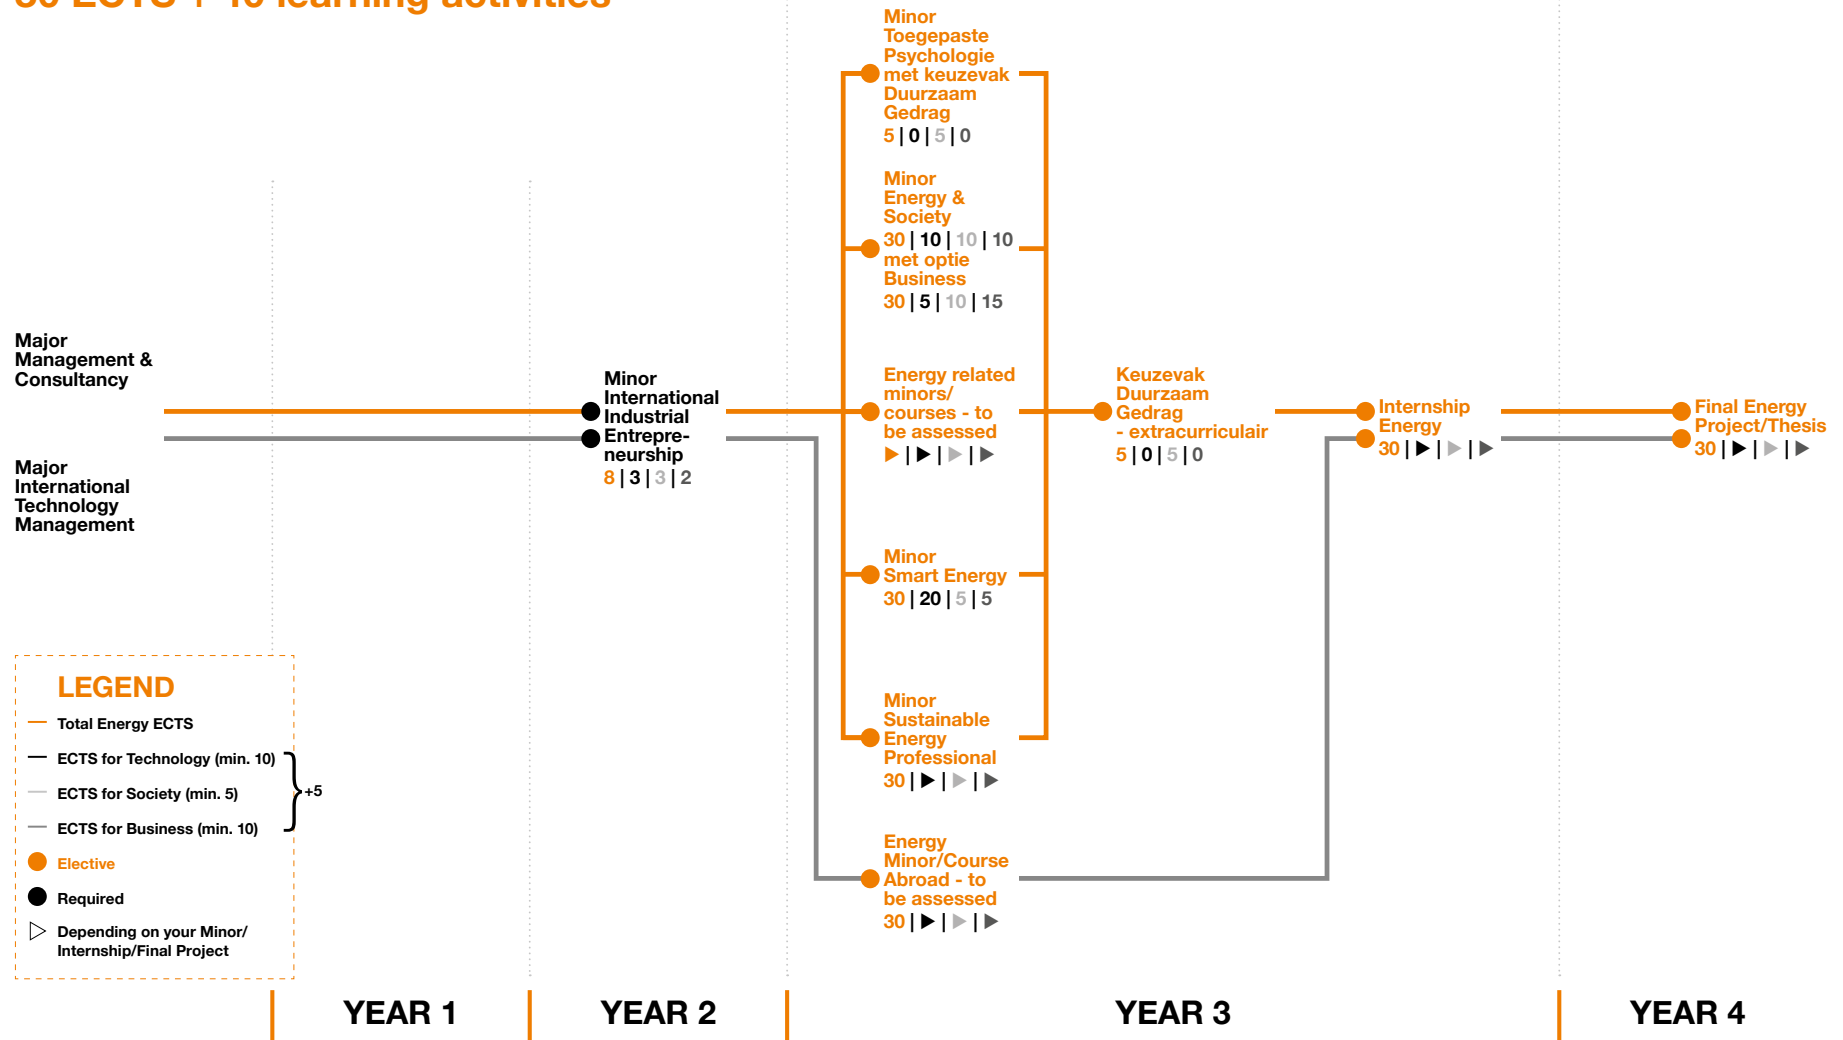 30 ECTS + 10 learning activities
Minor
Toegepaste
Psychologie
met keuzevak
Duurzaam
Gedrag
5 | 0 | 5 | 0
Minor
Energy &
Society
30 | 10 | 10 | 10
met optie
Business
30 | 5 | 10 | 15
Major
Management &
Consultancy
Major
International
Technology
Management
Minor
International
Industrial
Entrepre-
neurship
8 | 3 | 3 | 2
Energy related
minors/
courses - to
be assessed
▶ | ▶ | ▶ | ▶
Keuzevak
Duurzaam
Gedrag
- extracurriculair
5 | 0 | 5 | 0
Internship
Energy
30 | ▶ | ▶ | ▶
Final Energy
Project/Thesis
30 | ▶ | ▶ | ▶
Minor
Smart Energy
30 | 20 | 5 | 5
Minor
Sustainable
Energy
Professional
30 | ▶ | ▶ | ▶
Energy
Minor/Course
Abroad - to
be assessed
30 | ▶ | ▶ | ▶
LEGEND
Total Energy ECTS
ECTS for Technology (min. 10)
ECTS for Society (min. 5)
ECTS for Business (min. 10)
+5
Elective
Required
Depending on your Minor/
Internship/Final Project
YEAR 1
YEAR 2
YEAR 3
YEAR 4